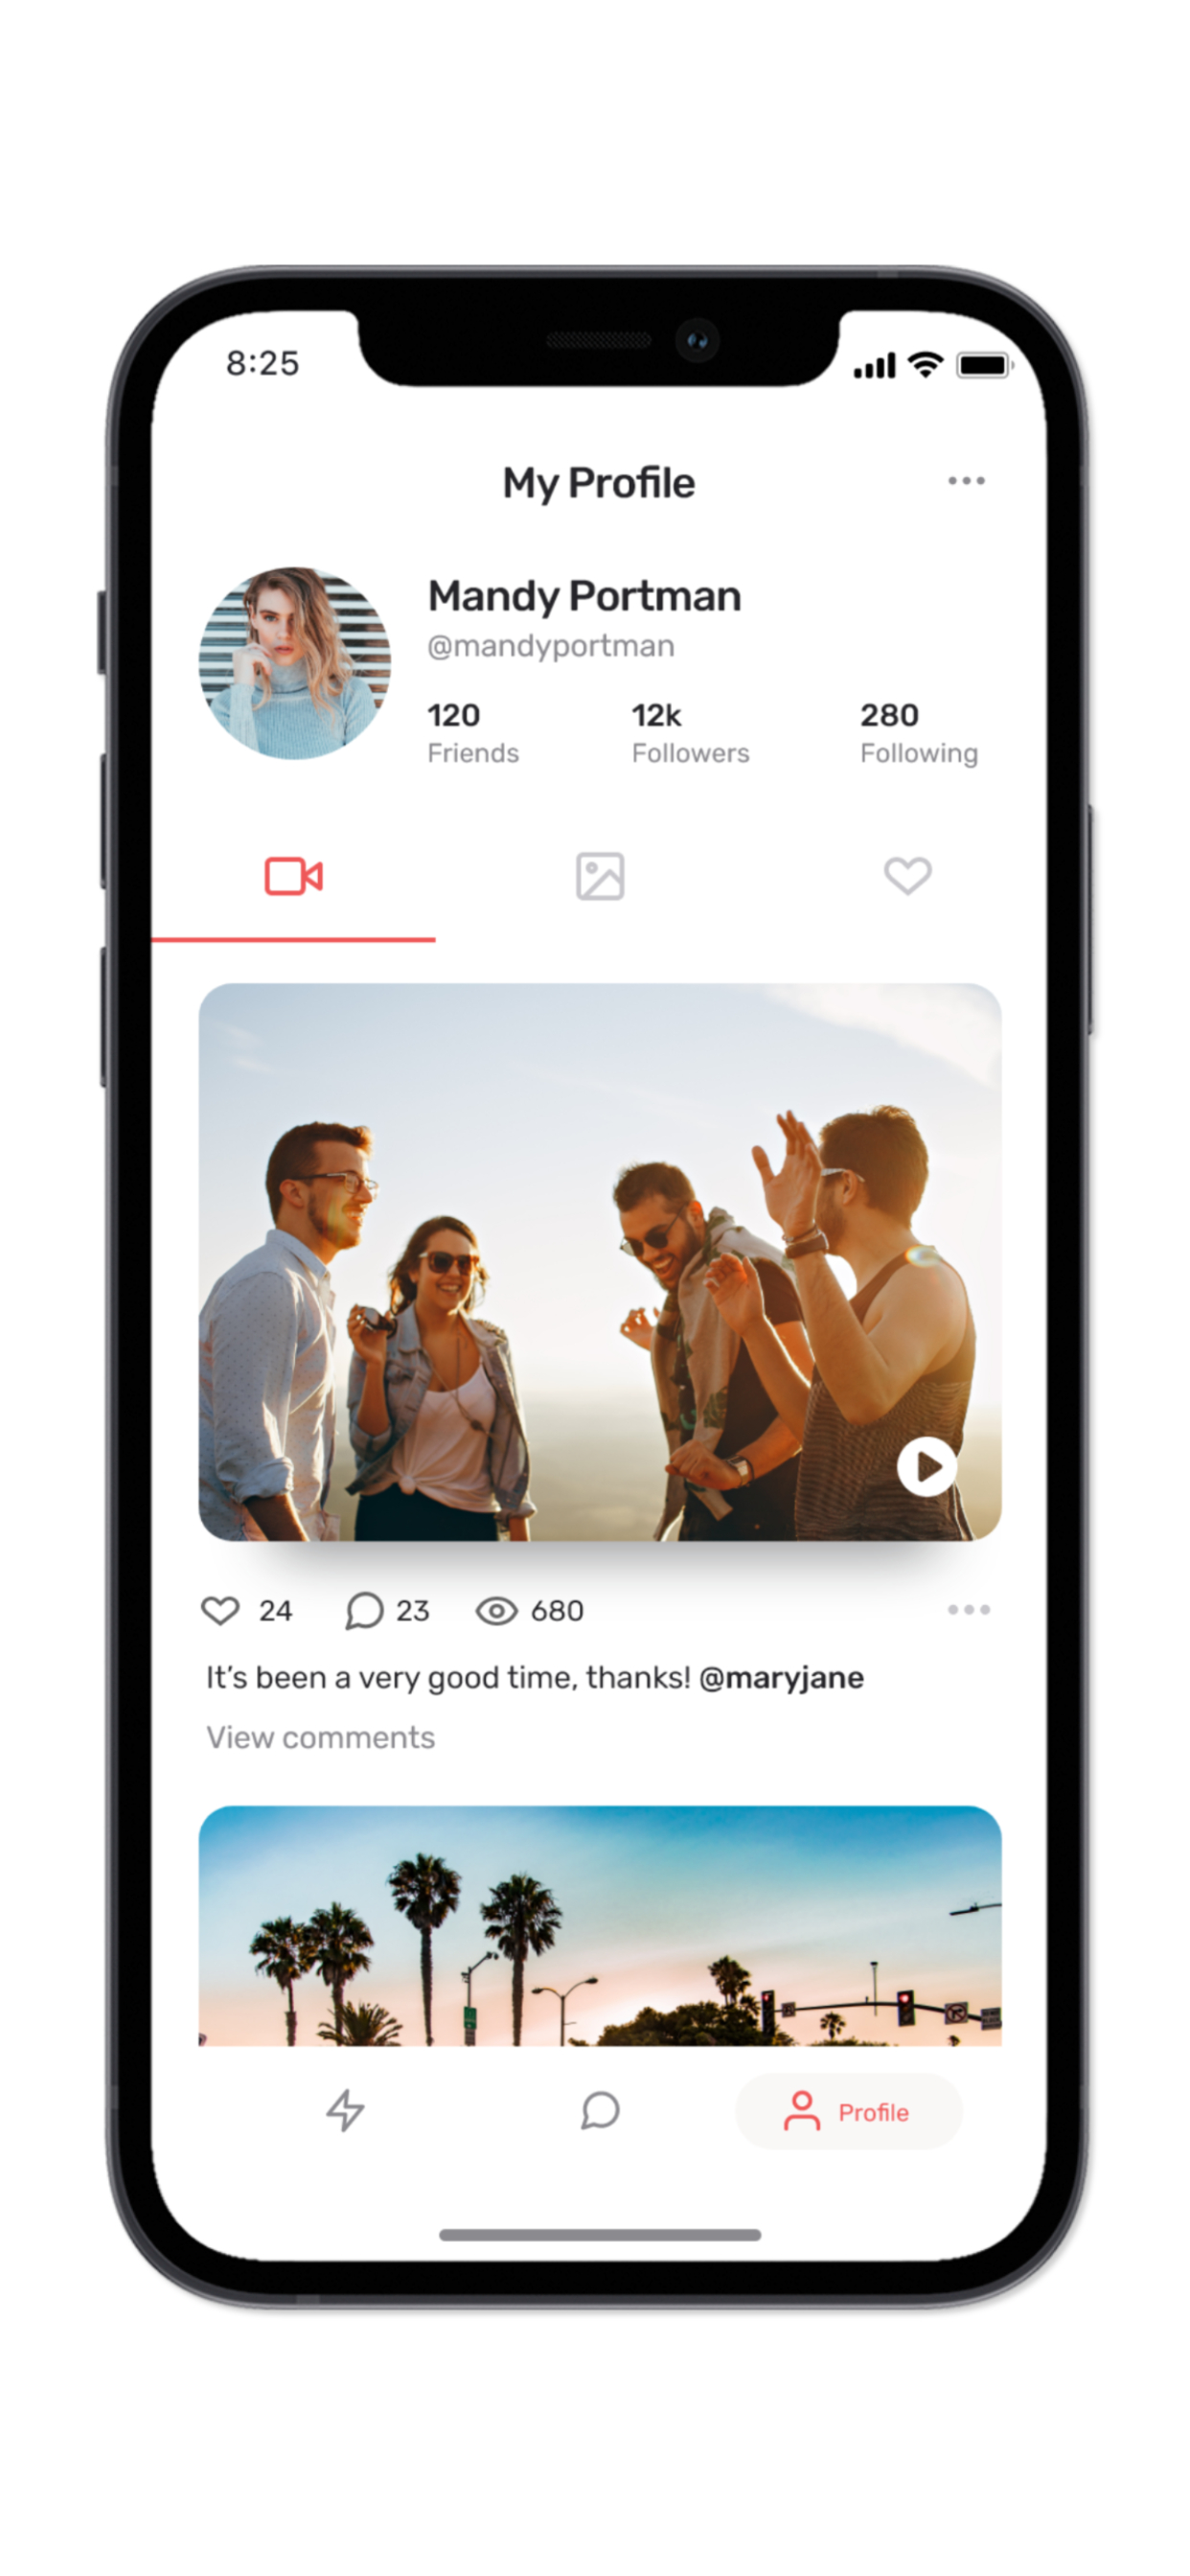 8:25
My Profile
Mandy Portman
@mandyportman
120 12k 280
Friends Followers Following
24 23 680
It's been a very good time, thanks! @maryjane
View comments
Profile